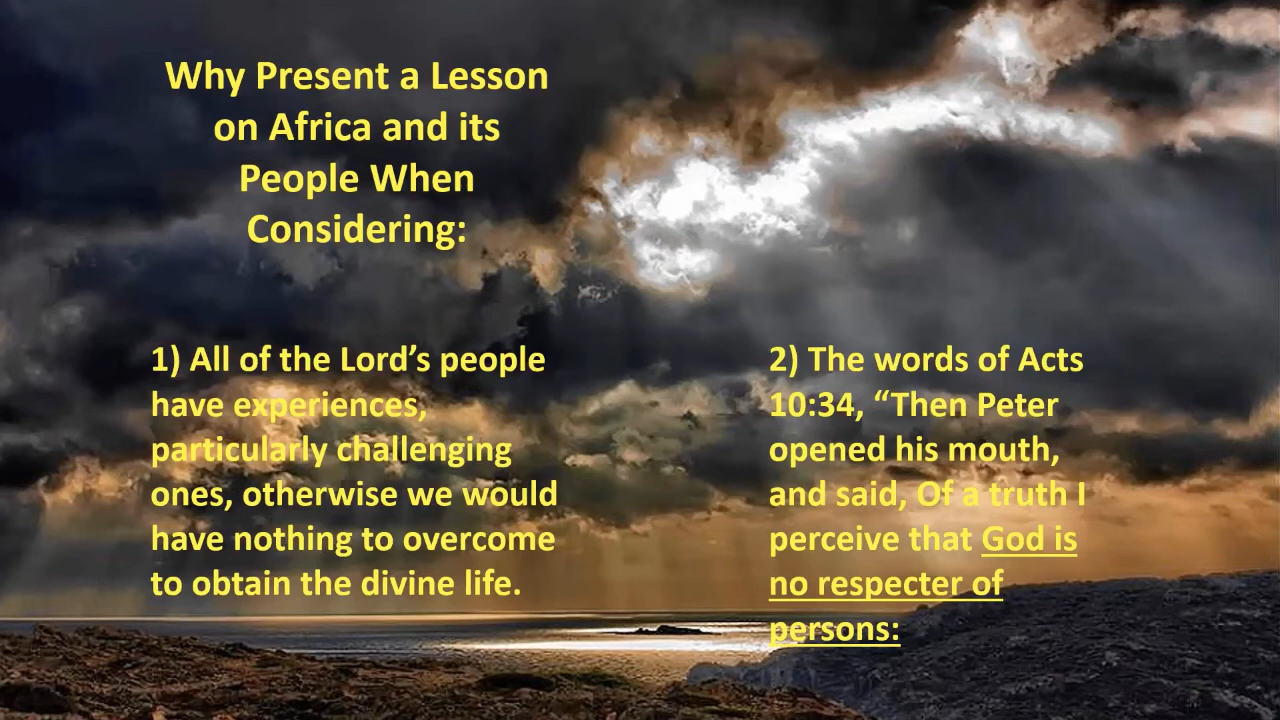 Why Present a Lesson
on Africa and its
People When
Considering:
1) All of the Lord’s people
have experiences,
particularly challenging
ones, otherwise we would
have nothing to overcome
to obtain the divine life.
2) The words of Acts
10:34, “Then Peter
opened his mouth,
and said, Of a truth I
perceive that God is
no respecter of
persons: